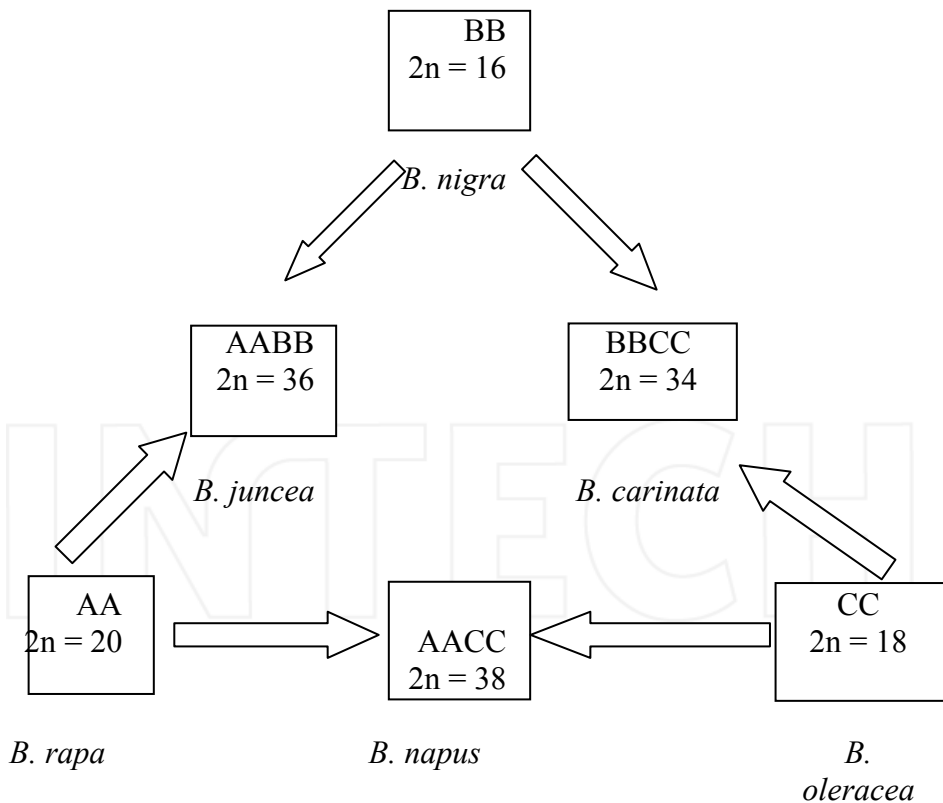 BB
2n = 16
B. nigra
AABB
2n = 36
BBCC
2n = 34
B. juncea
B. carinata
AA
2n = 20
AACC
2n = 38
CC
2n = 18
B. rapa
B. napus
B.
oleracea
INTECH